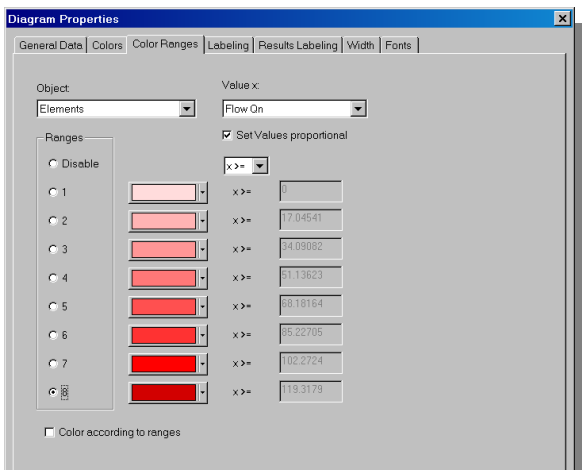 Diagram Properties
General Data Colors Color Ranges Labeling Results Labeling Width Fonts
Object: Value x:
Elements Flow Qn
Ranges Set Values proportional
Disable x >=
1 x >= 0
2 x >= 17.04541
3 x >= 34.09082
4 x >= 51.13623
5 x >= 68.18164
6 x >= 85.22705
7 x >= 102.2724
8 x >= 119.3179
Color according to ranges